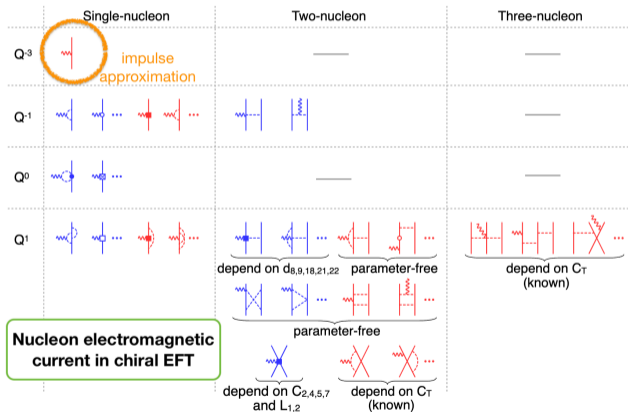 Single-nucleon Two-nucleon Three-nucleon
Q⁻³
impulse
approximation
Q⁻¹
Q⁰
Q¹
depend on d₈,₉,₁₈,₂₁,₂₂ parameter-free
depend on Cᴛ
(known)
parameter-free
Nucleon electromagnetic
current in chiral EFT
depend on C₂,₄,₅,₇
and L₁,₂
depend on Cᴛ
(known)